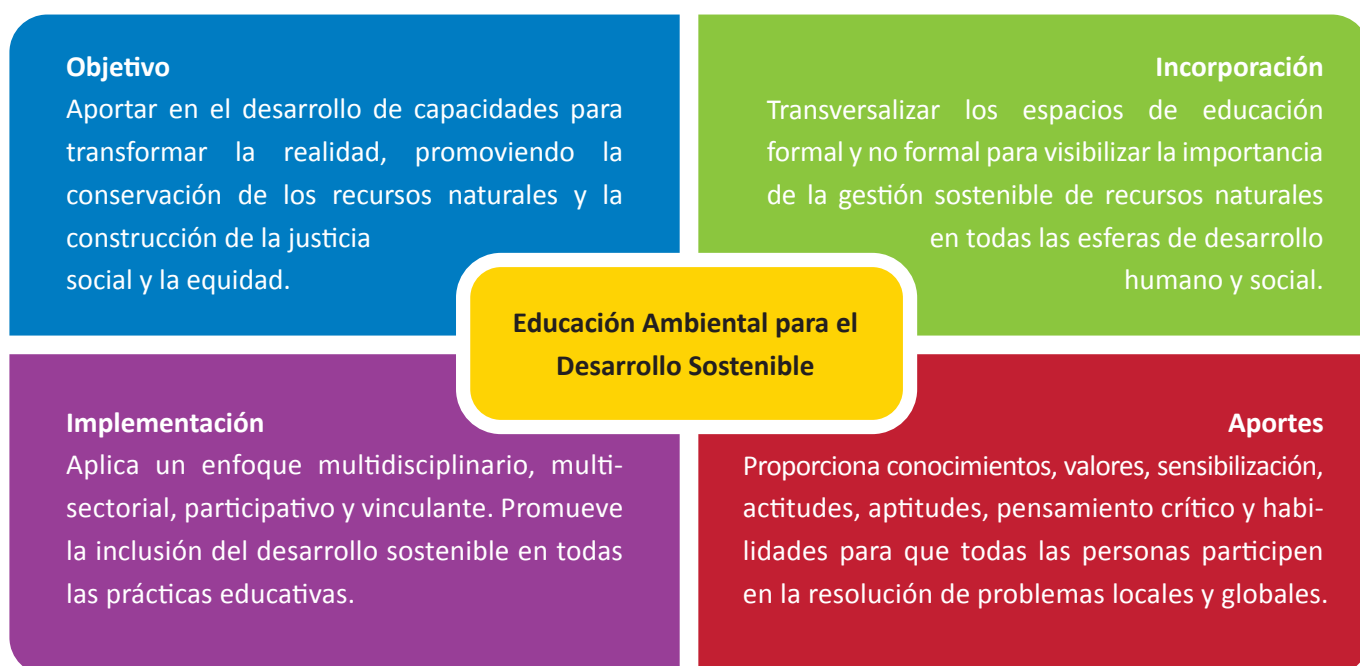 Objetivo
Aportar en el desarrollo de capacidades para
transformar la realidad, promoviendo la
conservación de los recursos naturales y la
construcción de la justicia
social y la equidad.
Incorporación
Transversalizar los espacios de educación
formal y no formal para visibilizar la importancia
de la gestión sostenible de recursos naturales
en todas las esferas de desarrollo
humano y social.
Educación Ambiental para el
Desarrollo Sostenible
Implementación
Aplica un enfoque multidisciplinario, multi-
sectorial, participativo y vinculante. Promueve
la inclusión del desarrollo sostenible en todas
las prácticas educativas.
Aportes
Proporciona conocimientos, valores, sensibilización,
actitudes, aptitudes, pensamiento crítico y habi-
lidades para que todas las personas participen
en la resolución de problemas locales y globales.